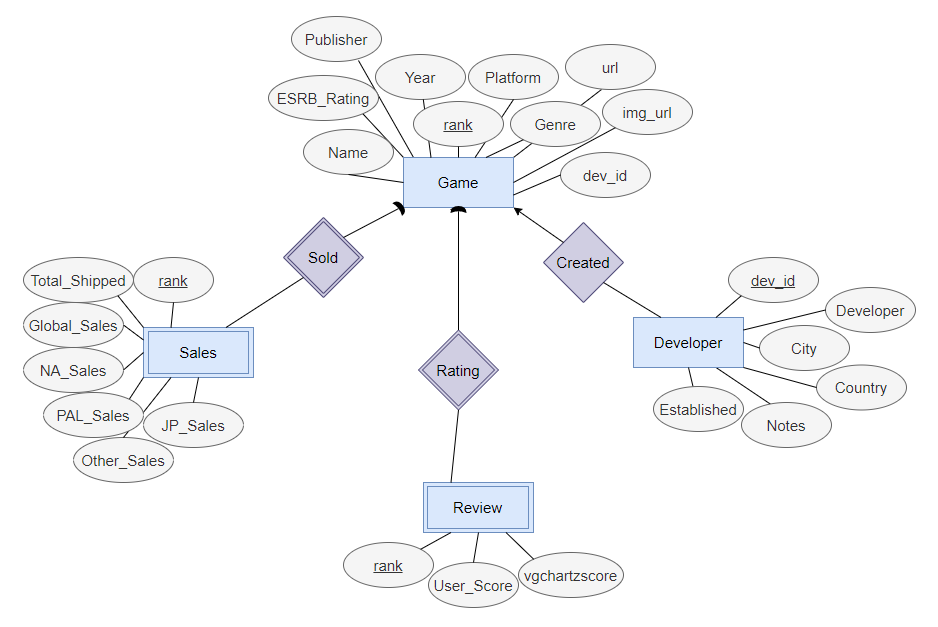 Publisher
Year
Platform
url
ESRB_Rating
img_url
rank
Genre
Name
dev_id
Game
Sold
Created
Total_Shipped
rank
dev_id
Global_Sales
Developer
Sales
Developer
City
NA_Sales
Rating
Country
PAL_Sales
JP_Sales
Established
Notes
Other_Sales
Review
rank
User_Score
vgchartzscore